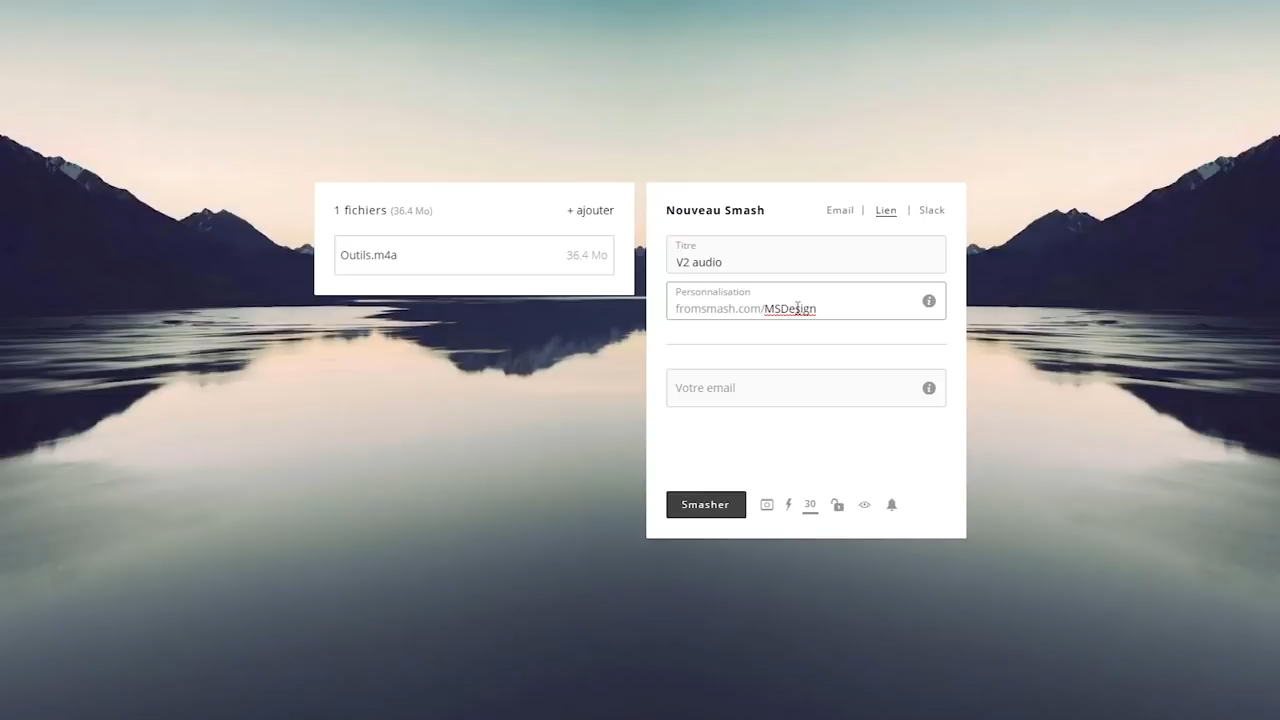 1 fichiers (36.4 Mo)
+ ajouter
Outils.m4a
36.4 Mo
Nouveau Smash
Email | Lien | Slack
Titre
V2 audio
Personnalisation
fromsmash.com/MSDesign
Votre email
Smasher
30